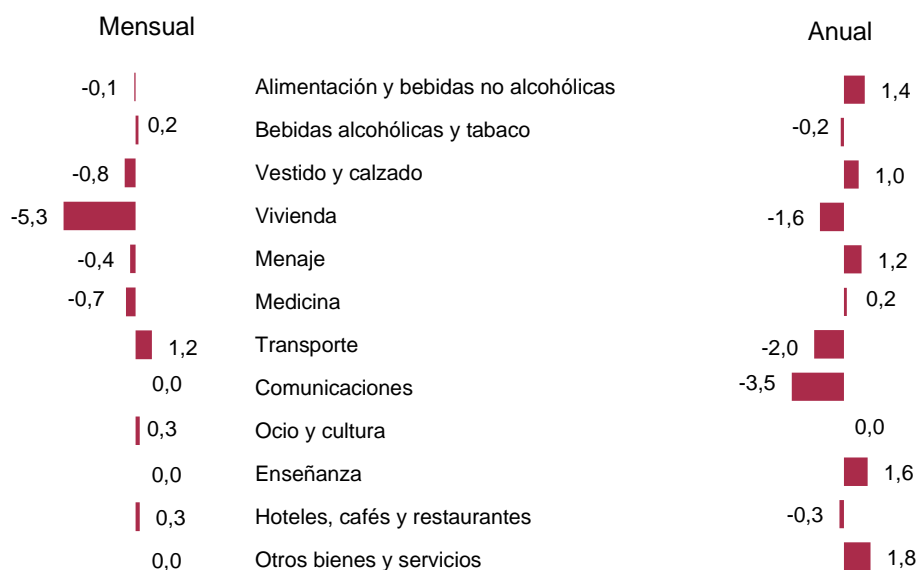 Mensual Anual
-0,1 Alimentación y bebidas no alcohólicas 1,4
0,2 Bebidas alcohólicas y tabaco -0,2
-0,8 Vestido y calzado 1,0
-5,3 Vivienda -1,6
-0,4 Menaje 1,2
-0,7 Medicina 0,2
1,2 Transporte -2,0
0,0 Comunicaciones -3,5
0,3 Ocio y cultura 0,0
0,0 Enseñanza 1,6
0,3 Hoteles, cafés y restaurantes -0,3
0,0 Otros bienes y servicios 1,8